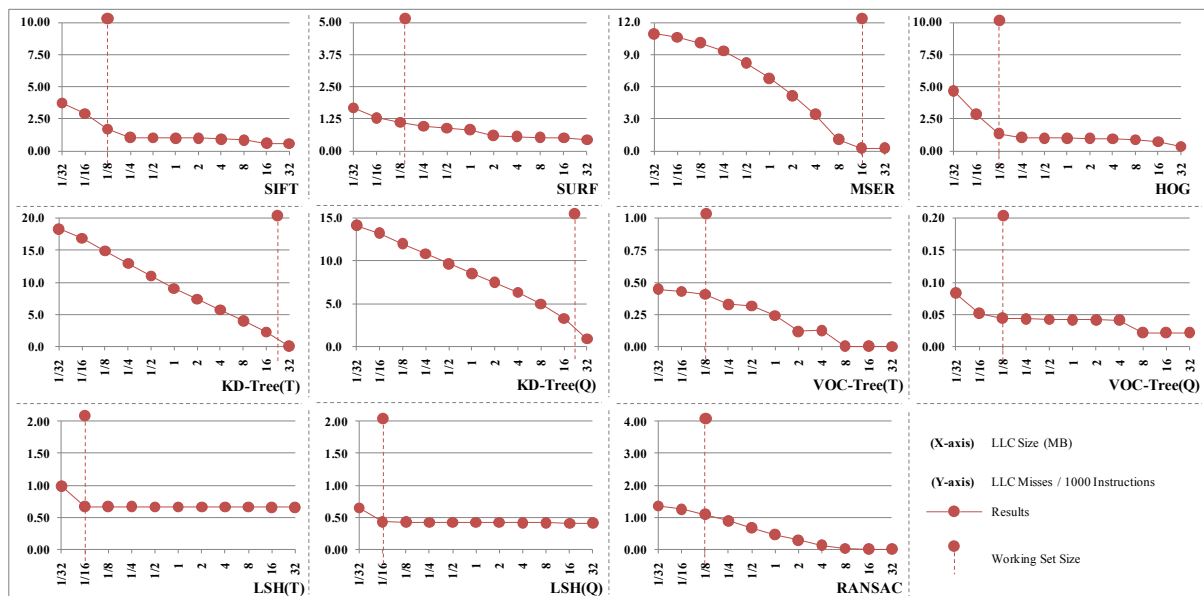 10.00
7.50
5.00
2.50
0.00
1/32 1/16 1/8 1/4 1/2 1 2 4 8 16 32
SIFT
5.00
3.75
2.50
1.25
0.00
1/32 1/16 1/8 1/4 1/2 1 2 4 8 16 32
SURF
12.0
9.0
6.0
3.0
0.0
1/32 1/16 1/8 1/4 1/2 1 2 4 8 16 32
MSER
10.00
7.50
5.00
2.50
0.00
1/32 1/16 1/8 1/4 1/2 1 2 4 8 16 32
HOG
20.0
15.0
10.0
5.0
0.0
1/32 1/16 1/8 1/4 1/2 1 2 4 8 16 32
KD-Tree(T)
15.0
10.0
5.0
0.0
1/32 1/16 1/8 1/4 1/2 1 2 4 8 16 32
KD-Tree(Q)
1.00
0.75
0.50
0.25
0.00
1/32 1/16 1/8 1/4 1/2 1 2 4 8 16 32
VOC-Tree(T)
0.20
0.15
0.10
0.05
0.00
1/32 1/16 1/8 1/4 1/2 1 2 4 8 16 32
VOC-Tree(Q)
2.00
1.50
1.00
0.50
0.00
1/32 1/16 1/8 1/4 1/2 1 2 4 8 16 32
LSH(T)
2.00
1.50
1.00
0.50
0.00
1/32 1/16 1/8 1/4 1/2 1 2 4 8 16 32
LSH(Q)
4.00
3.00
2.00
1.00
0.00
1/32 1/16 1/8 1/4 1/2 1 2 4 8 16 32
RANSAC
(X-axis) LLC Size (MB)
(Y-axis) LLC Misses / 1000 Instructions
Results
Working Set Size